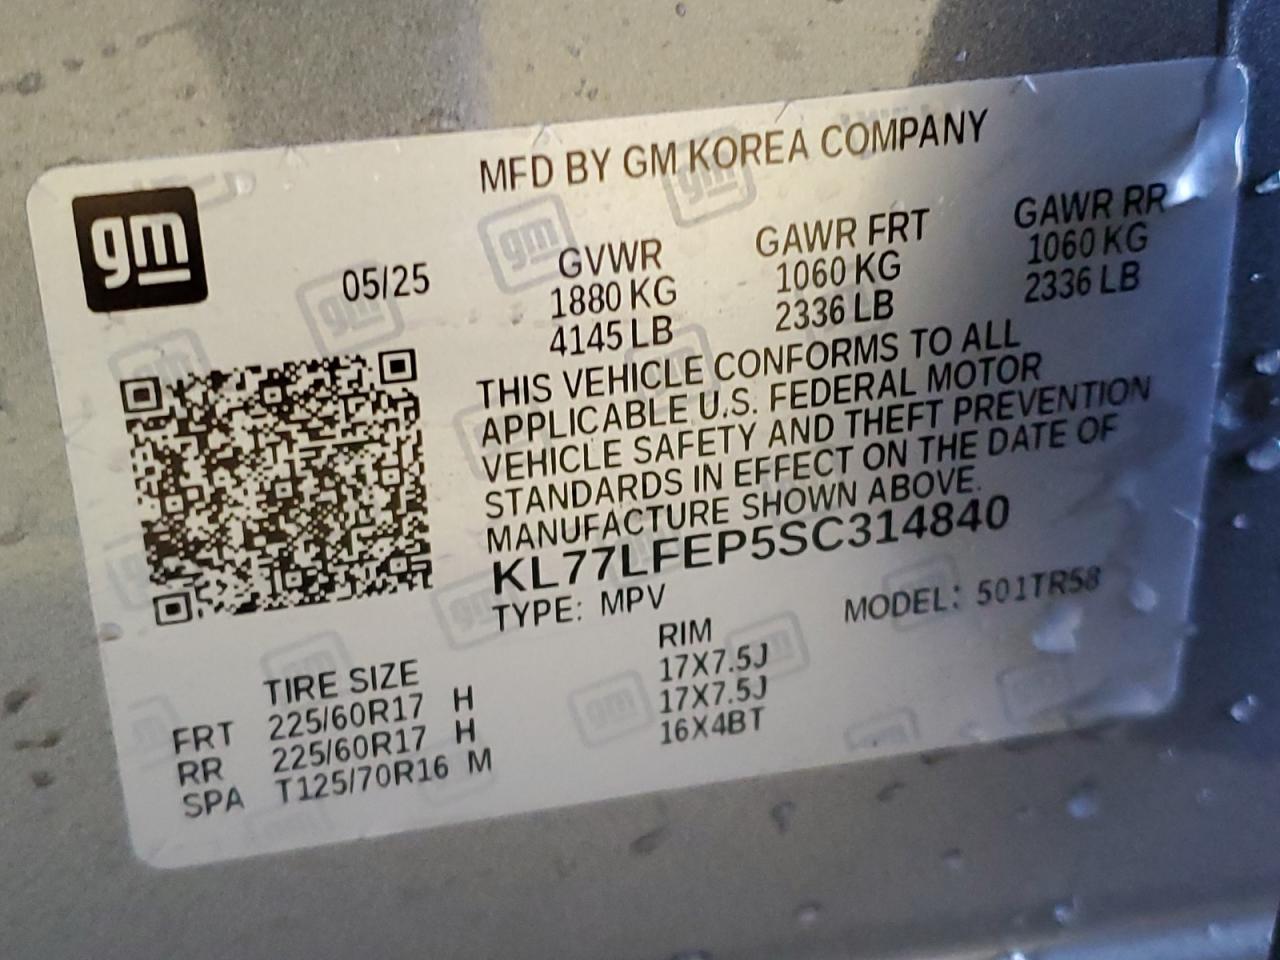 MFD BY GM KOREA COMPANY
gm
05/25
GVWR
1880 KG
4145 LB
GAWR FRT
1060 KG
2336 LB
GAWR RR
1060 KG
2336 LB
THIS VEHICLE CONFORMS TO ALL
APPLICABLE U.S. FEDERAL MOTOR
VEHICLE SAFETY AND THEFT PREVENTION
STANDARDS IN EFFECT ON THE DATE OF
MANUFACTURE SHOWN ABOVE.
KL77LFEP5SC314840
TYPE: MPV MODEL: 501TR58
TIRE SIZE RIM
FRT 225/60R17 H 17X7.5J
RR 225/60R17 H 17X7.5J
SPA T125/70R16 M 16X4BT